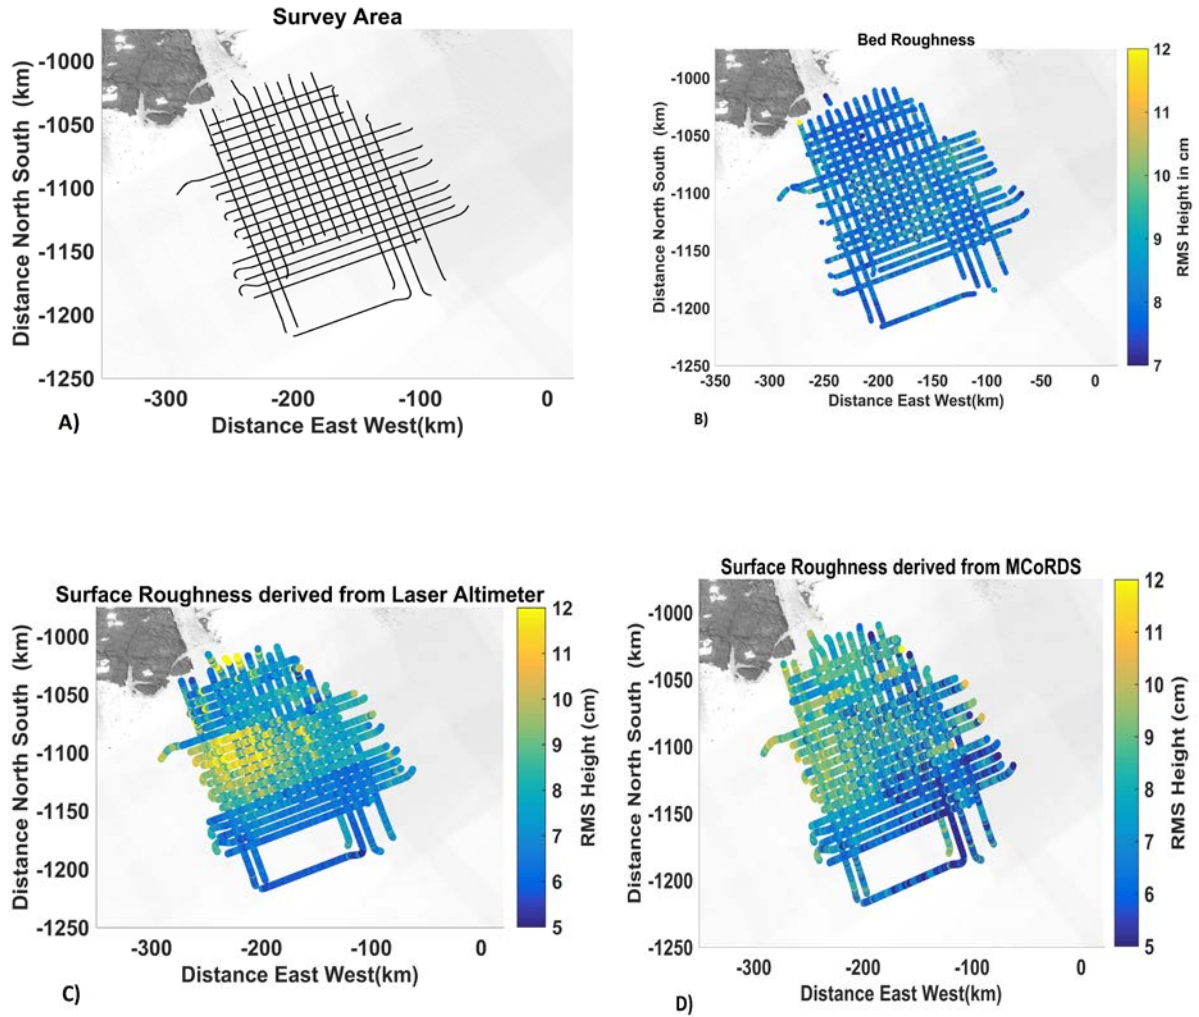 Survey Area
-1000
-1050
-1100
-1150
-1200
-1250
Distance North South (km)
-300 -200 -100 0
Distance East West(km)
A)
Bed Roughness
-1000
-1050
-1100
-1150
-1200
-1250
Distance North South (km)
-350 -300 -250 -200 -150 -100 -50 0
Distance East West(km)
12
11
10
9
8
7
RMS Height in cm
B)
Surface Roughness derived from Laser Altimeter
-1000
-1050
-1100
-1150
-1200
-1250
Distance North South (km)
-300 -200 -100 0
Distance East West(km)
12
11
10
9
8
7
6
5
RMS Height (cm)
C)
Surface Roughness derived from MCoRDS
-1000
-1050
-1100
-1150
-1200
-1250
Distance North South (km)
-300 -200 -100 0
Distance East West(km)
12
11
10
9
8
7
6
5
RMS Height (cm)
D)